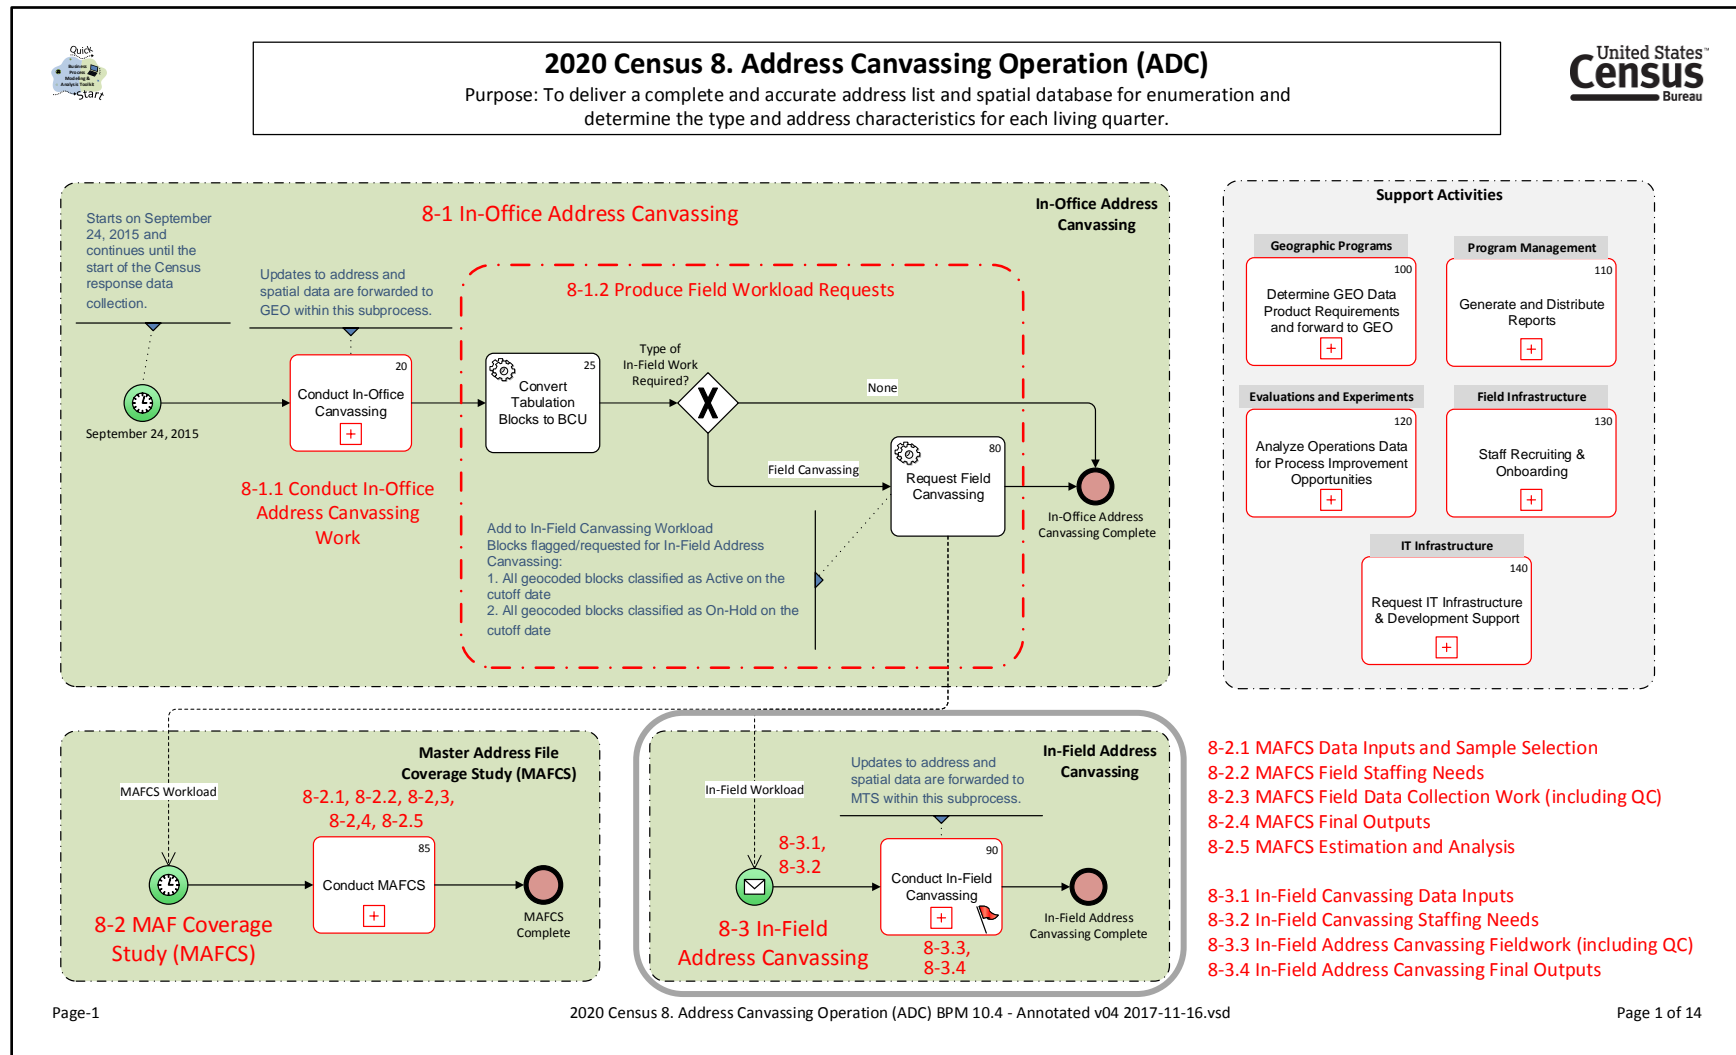 Quick
Business
Process
Modeling &
Analysis Toolkit
Start
2020 Census 8. Address Canvassing Operation (ADC)
Purpose: To deliver a complete and accurate address list and spatial database for enumeration and
determine the type and address characteristics for each living quarter.
United States™
Census
Bureau
Starts on September
24, 2015 and
continues until the
start of the Census
response data
collection.
8-1 In-Office Address Canvassing
In-Office Address
Canvassing
Updates to address and
spatial data are forwarded to
GEO within this subprocess.
8-1.2 Produce Field Workload Requests
September 24, 2015
20
Conduct In-Office
Canvassing
8-1.1 Conduct In-Office
Address Canvassing
Work
25
Convert
Tabulation
Blocks to BCU
Type of
In-Field Work
Required?
X
None
Field Canvassing
80
Request Field
Canvassing
In-Office Address
Canvassing Complete
Add to In-Field Canvassing Workload
Blocks flagged/requested for In-Field Address
Canvassing:
1. All geocoded blocks classified as Active on the
cutoff date
2. All geocoded blocks classified as On-Hold on the
cutoff date
Support Activities
Geographic Programs
100
Determine GEO Data
Product Requirements
and forward to GEO
Program Management
110
Generate and Distribute
Reports
Evaluations and Experiments
120
Analyze Operations Data
for Process Improvement
Opportunities
Field Infrastructure
130
Staff Recruiting &
Onboarding
IT Infrastructure
140
Request IT Infrastructure
& Development Support
Master Address File
Coverage Study (MAFCS)
MAFCS Workload
8-2.1, 8-2.2, 8-2,3,
8-2,4, 8-2.5
85
Conduct MAFCS
MAFCS
Complete
8-2 MAF Coverage
Study (MAFCS)
In-Field Address
Canvassing
Updates to address and
spatial data are forwarded to
MTS within this subprocess.
In-Field Workload
8-3.1,
8-3.2
90
Conduct In-Field
Canvassing
In-Field Address
Canvassing Complete
8-3 In-Field
Address Canvassing
8-3.3,
8-3.4
8-2.1 MAFCS Data Inputs and Sample Selection
8-2.2 MAFCS Field Staffing Needs
8-2.3 MAFCS Field Data Collection Work (including QC)
8-2.4 MAFCS Final Outputs
8-2.5 MAFCS Estimation and Analysis
8-3.1 In-Field Canvassing Data Inputs
8-3.2 In-Field Canvassing Staffing Needs
8-3.3 In-Field Address Canvassing Fieldwork (including QC)
8-3.4 In-Field Address Canvassing Final Outputs
Page-1
2020 Census 8. Address Canvassing Operation (ADC) BPM 10.4 - Annotated v04 2017-11-16.vsd
Page 1 of 14